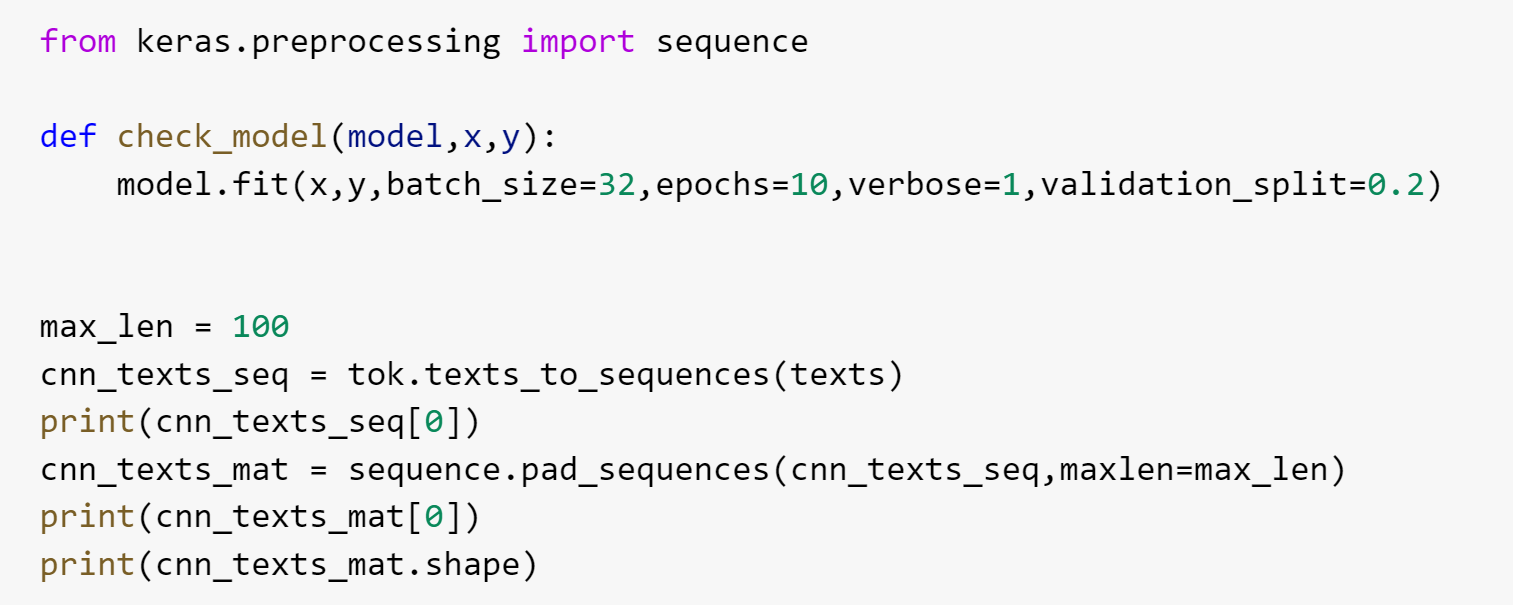 from keras.preprocessing import sequence
def check_model(model,x,y):
    model.fit(x,y,batch_size=32,epochs=10,verbose=1,validation_split=0.2)
max_len = 100
cnn_texts_seq = tok.texts_to_sequences(texts)
print(cnn_texts_seq[0])
cnn_texts_mat = sequence.pad_sequences(cnn_texts_seq,maxlen=max_len)
print(cnn_texts_mat[0])
print(cnn_texts_mat.shape)